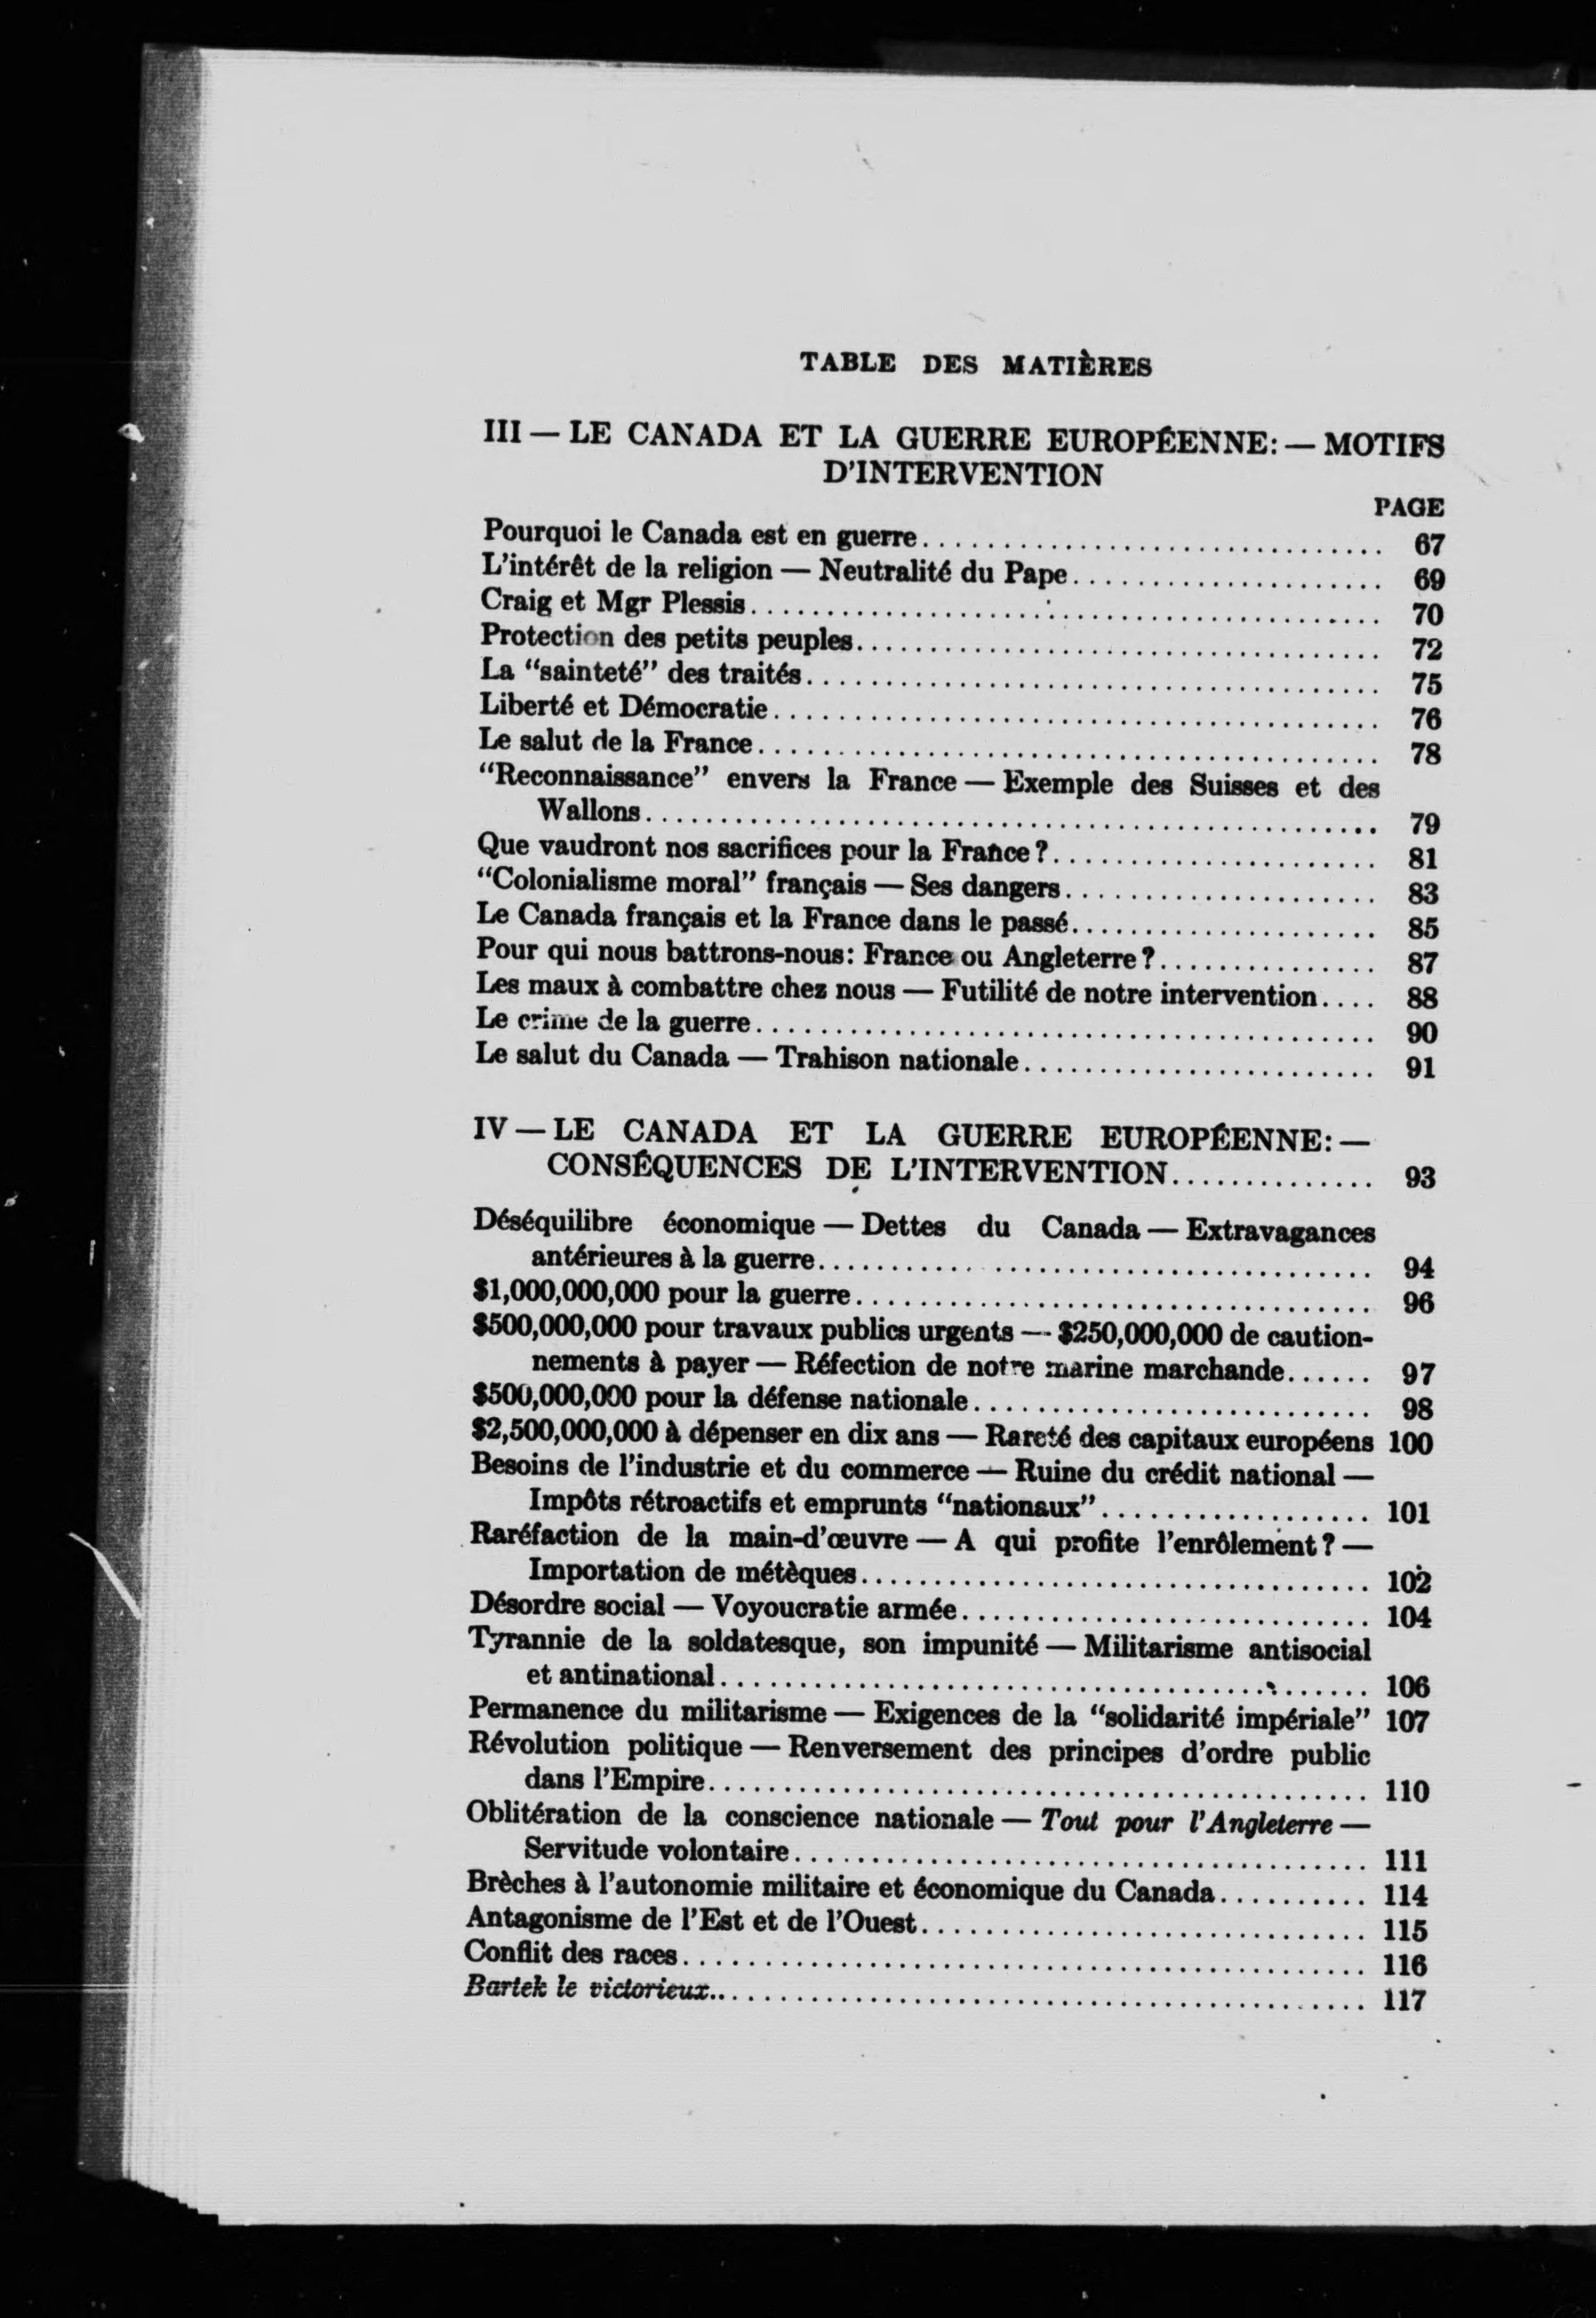 TABLE DES MATIÈRES
III — LE CANADA ET LA GUERRE EUROPÉENNE: — MOTIFS
D'INTERVENTION
PAGE
Pourquoi le Canada est en guerre................................ 67
L'intérêt de la religion — Neutralité du Pape..................... 69
Craig et Mgr Plessis........................................... 70
Protection des petits peuples................................... 72
La “sainteté” des traités....................................... 75
Liberté et Démocratie......................................... 76
Le salut de la France.......................................... 78
“Reconnaissance” envers la France — Exemple des Suisses et des
Wallons.................................................. 79
Que vaudront nos sacrifices pour la France?...................... 81
“Colonialisme moral” français — Ses dangers..................... 83
Le Canada français et la France dans le passé.................... 85
Pour qui nous battrons-nous: France ou Angleterre?............... 87
Les maux à combattre chez nous — Futilité de notre intervention.... 88
Le crime de la guerre.......................................... 90
Le salut du Canada — Trahison nationale........................ 91
IV — LE CANADA ET LA GUERRE EUROPÉENNE: —
CONSÉQUENCES DE L'INTERVENTION.............. 93
Déséquilibre économique — Dettes du Canada — Extravagances
antérieures à la guerre..................................... 94
$1,000,000,000 pour la guerre................................... 96
$500,000,000 pour travaux publics urgents — $250,000,000 de caution-
nements à payer — Réfection de notre marine marchande...... 97
$500,000,000 pour la défense nationale........................... 98
$2,500,000,000 à dépenser en dix ans — Rareté des capitaux européens 100
Besoins de l'industrie et du commerce — Ruine du crédit national —
Impôts rétroactifs et emprunts “nationaux”.................. 101
Raréfaction de la main-d'œuvre — A qui profite l'enrôlement? —
Importation de métèques................................... 102
Désordre social — Voyoucratie armée............................ 104
Tyrannie de la soldatesque, son impunité — Militarisme antisocial
et antinational............................................ 106
Permanence du militarisme — Exigences de la “solidarité impériale” 107
Révolution politique — Renversement des principes d'ordre public
dans l'Empire............................................. 110
Oblitération de la conscience nationale — Tout pour l'Angleterre —
Servitude volontaire....................................... 111
Brèches à l'autonomie militaire et économique du Canada.......... 114
Antagonisme de l'Est et de l'Ouest.............................. 115
Conflit des races............................................... 116
Bartek le victorieux............................................. 117